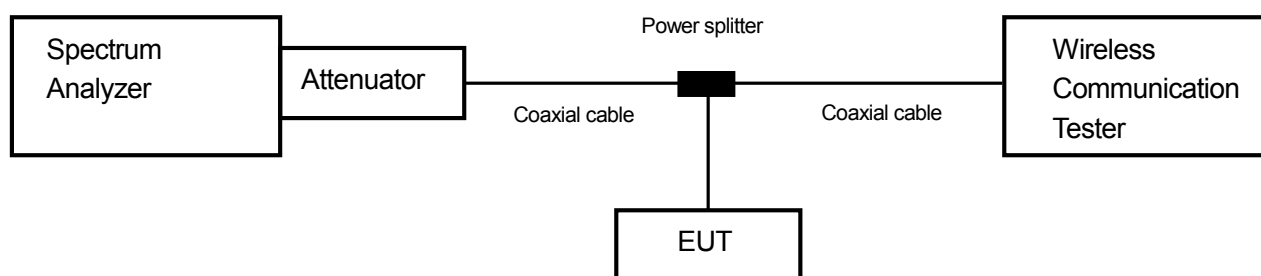 Spectrum
Analyzer
Attenuator
Power splitter
Coaxial cable
Coaxial cable
Wireless
Communication
Tester
EUT